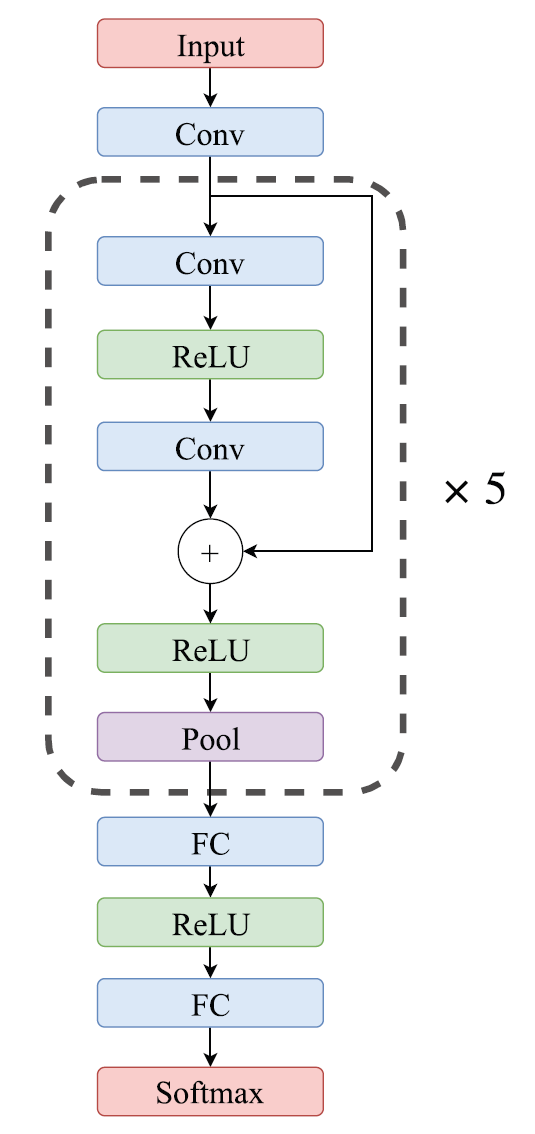 Input
Conv
Conv
ReLU
Conv
× 5
+
ReLU
Pool
FC
ReLU
FC
Softmax